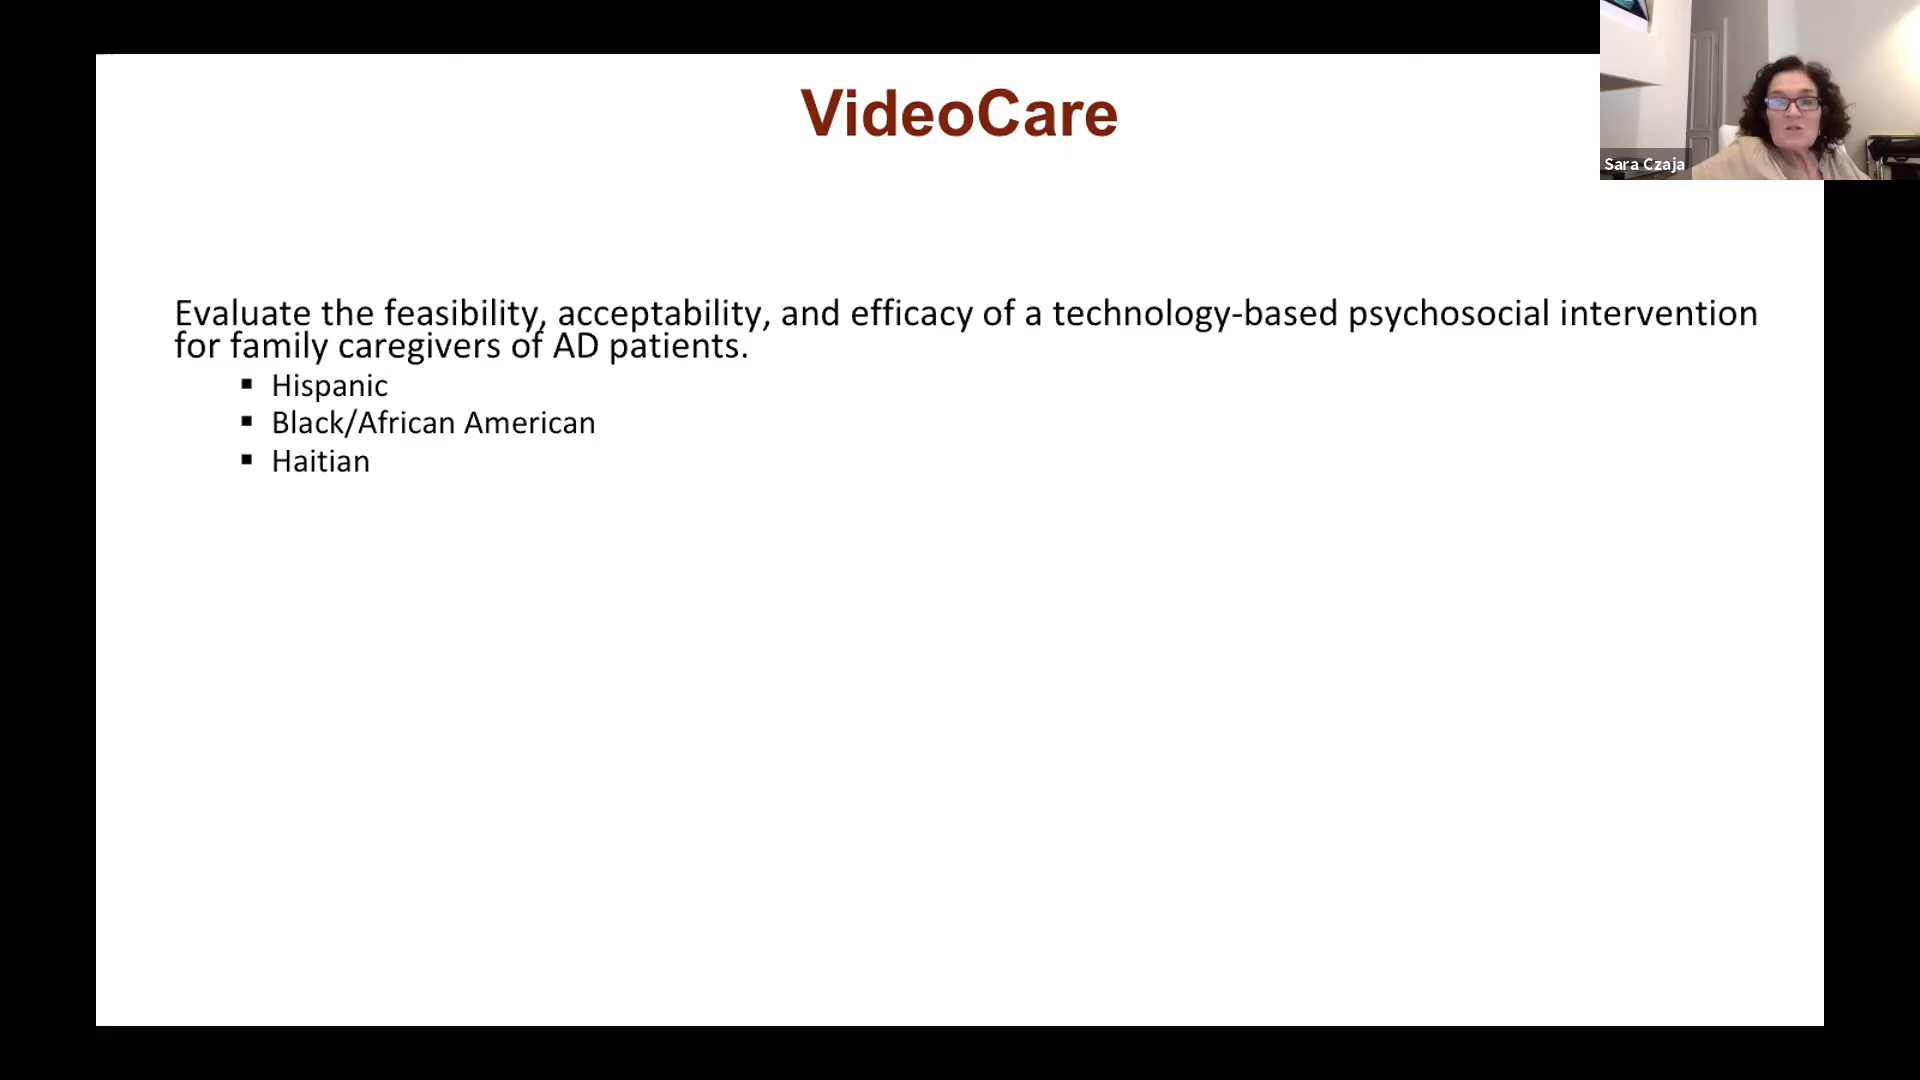 VideoCare
Sara Czaja
Evaluate the feasibility, acceptability, and efficacy of a technology-based psychosocial intervention
for family caregivers of AD patients.
▪ Hispanic
▪ Black/African American
▪ Haitian